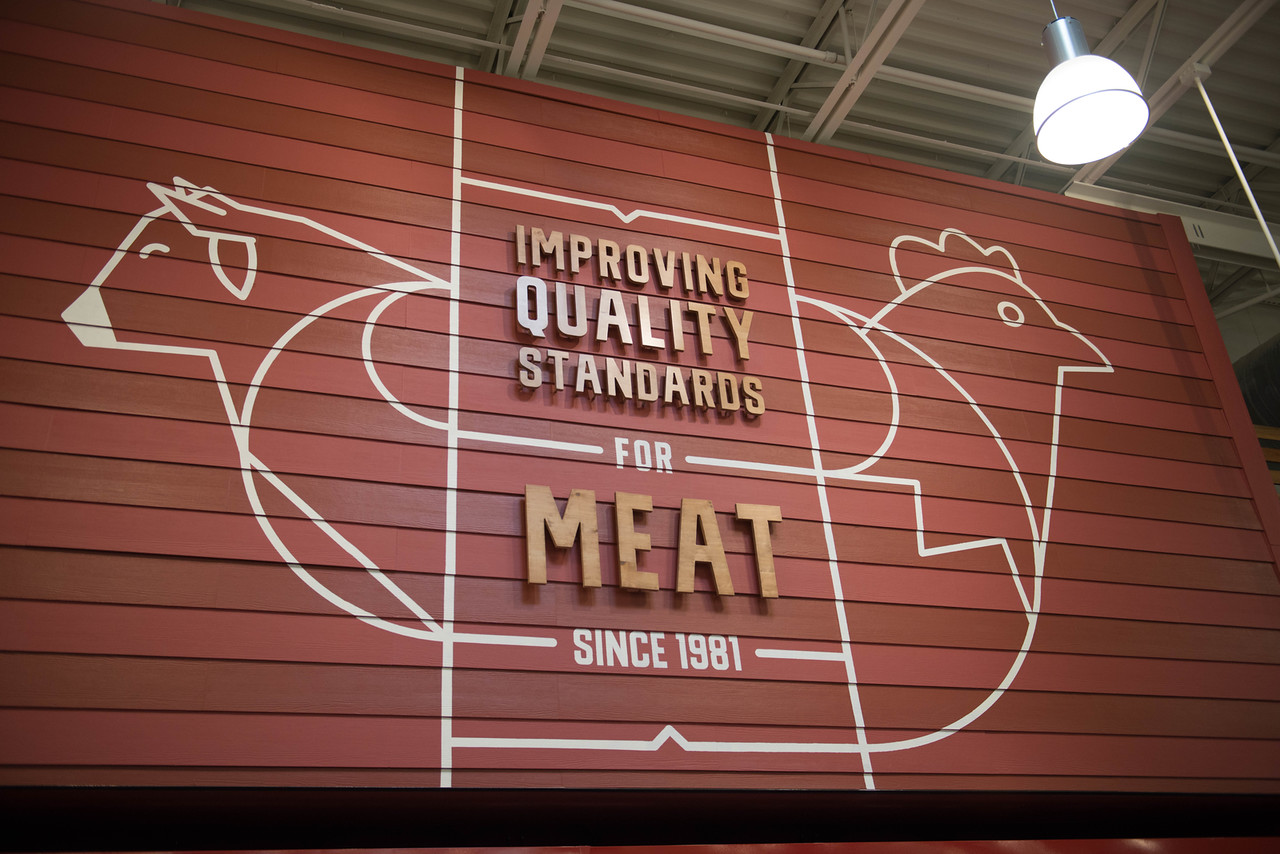 IMPROVING
QUALITY
STANDARDS
FOR
MEAT
SINCE 1981